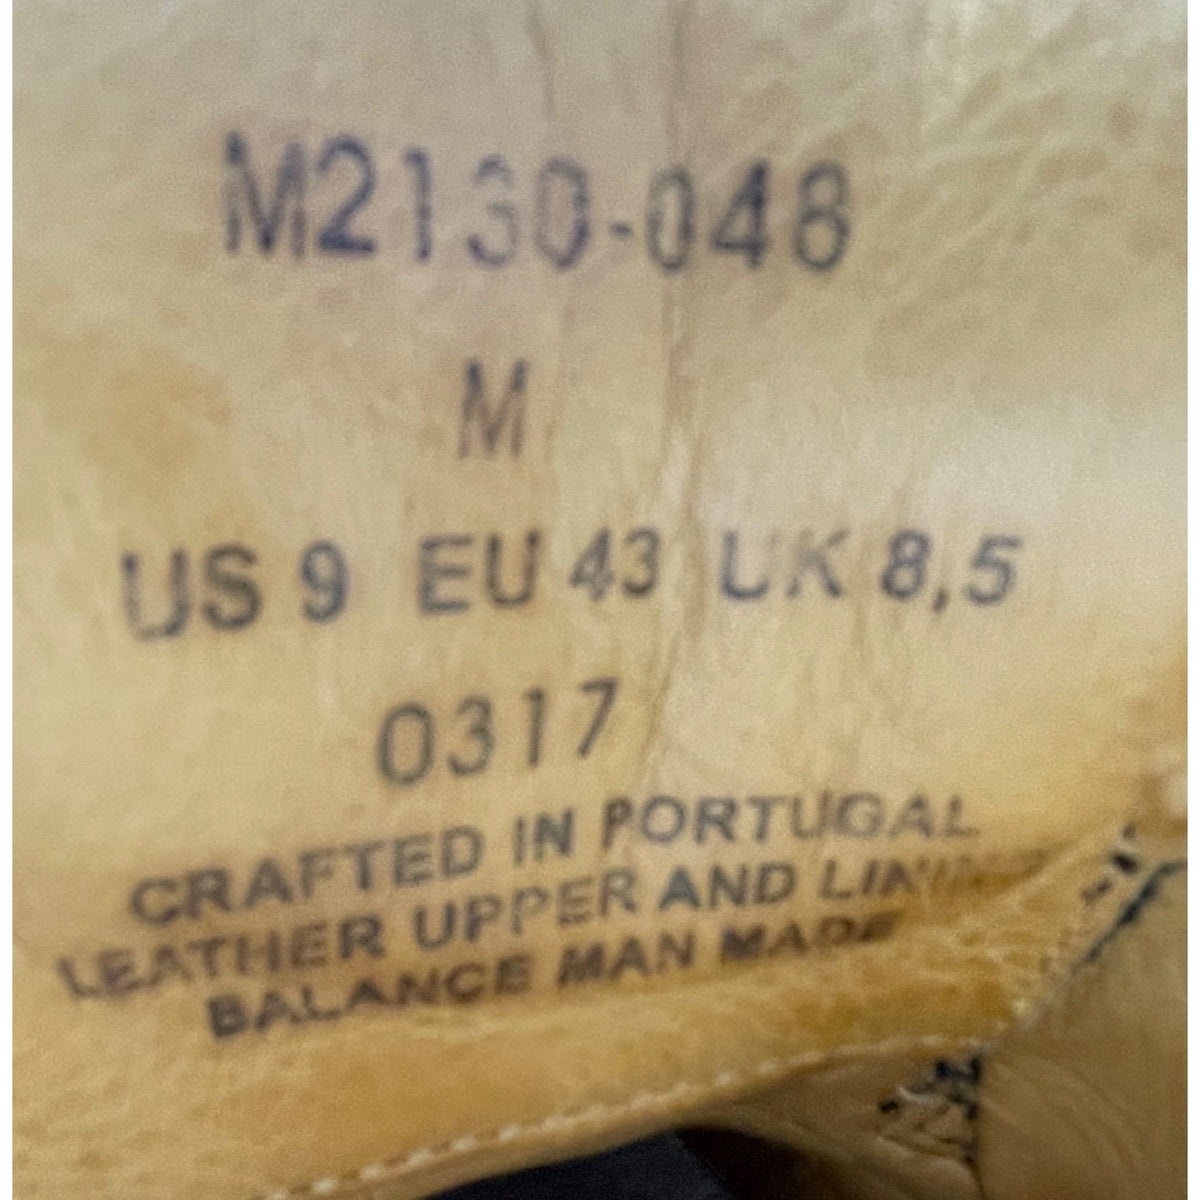 M2130-048
M
US 9 EU 43 UK 8,5
0317
CRAFTED IN PORTUGAL
LEATHER UPPER AND LINING
BALANCE MAN MADE